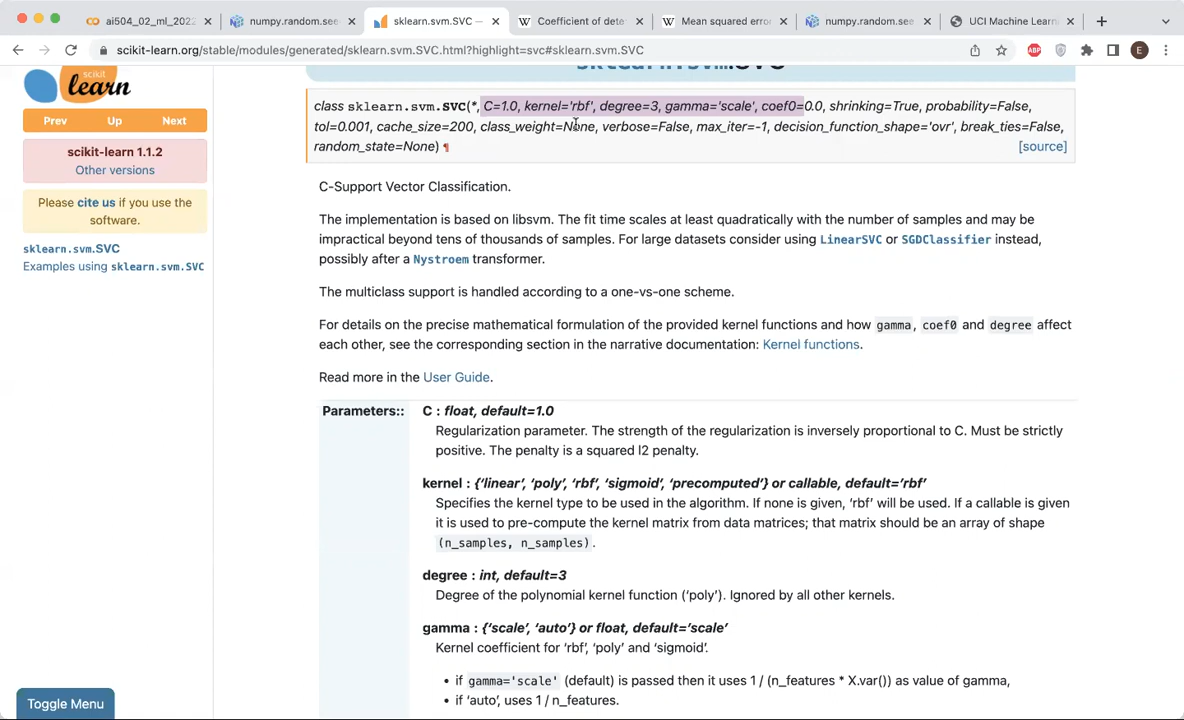 ai504_02_ml_2022
numpy.random.see
sklearn.svm.SVC —
Coefficient of dete
Mean squared erro
numpy.random.see
UCI Machine Learn
scikit-learn.org/stable/modules/generated/sklearn.svm.SVC.html?highlight=svc#sklearn.svm.SVC
ABP
E
scikit
learn
Prev Up Next
scikit-learn 1.1.2
Other versions
Please cite us if you use the
software.
sklearn.svm.SVC
Examples using sklearn.svm.SVC
Toggle Menu
sklearn.svm.SVC
class sklearn.svm.SVC(*, C=1.0, kernel='rbf', degree=3, gamma='scale', coef0=0.0, shrinking=True, probability=False,
tol=0.001, cache_size=200, class_weight=None, verbose=False, max_iter=-1, decision_function_shape='ovr', break_ties=False,
random_state=None) ¶ [source]
C-Support Vector Classification.
The implementation is based on libsvm. The fit time scales at least quadratically with the number of samples and may be
impractical beyond tens of thousands of samples. For large datasets consider using LinearSVC or SGDClassifier instead,
possibly after a Nystroem transformer.
The multiclass support is handled according to a one-vs-one scheme.
For details on the precise mathematical formulation of the provided kernel functions and how gamma, coef0 and degree affect
each other, see the corresponding section in the narrative documentation: Kernel functions.
Read more in the User Guide.
Parameters::
C : float, default=1.0
Regularization parameter. The strength of the regularization is inversely proportional to C. Must be strictly
positive. The penalty is a squared l2 penalty.
kernel : {‘linear’, ‘poly’, ‘rbf’, ‘sigmoid’, ‘precomputed’} or callable, default=’rbf’
Specifies the kernel type to be used in the algorithm. If none is given, ‘rbf’ will be used. If a callable is given
it is used to pre-compute the kernel matrix from data matrices; that matrix should be an array of shape
(n_samples, n_samples).
degree : int, default=3
Degree of the polynomial kernel function (‘poly’). Ignored by all other kernels.
gamma : {‘scale’, ‘auto’} or float, default=’scale’
Kernel coefficient for ‘rbf’, ‘poly’ and ‘sigmoid’.
• if gamma='scale' (default) is passed then it uses 1 / (n_features * X.var()) as value of gamma,
• if ‘auto’, uses 1 / n_features.